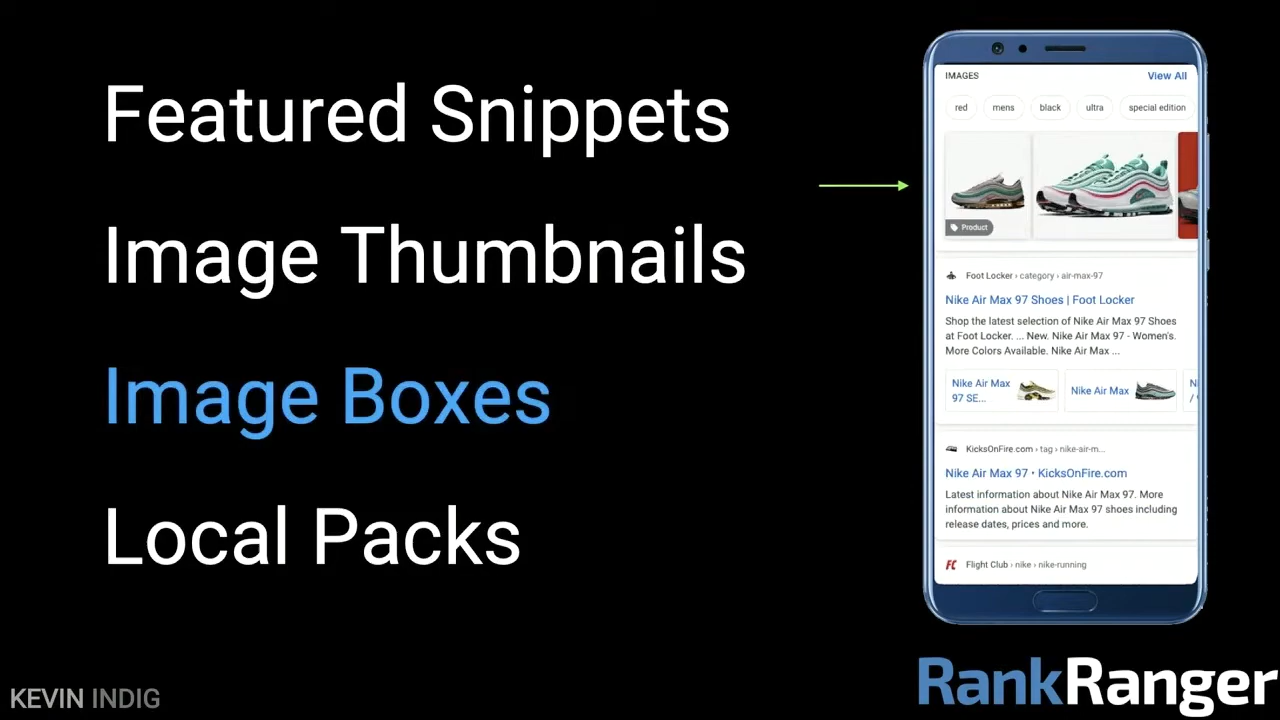 Featured Snippets
Image Thumbnails
Image Boxes
Local Packs
IMAGES View All
red mens black ultra special edition
Product
Foot Locker › category › air-max-97
Nike Air Max 97 Shoes | Foot Locker
Shop the latest selection of Nike Air Max 97 Shoes
at Foot Locker. ... New. Nike Air Max 97 - Women's.
More Colors Available. Nike Air Max ...
Nike Air Max
97 SE...
Nike Air Max
N
/
KicksOnFire.com › tag › nike-air-m...
Nike Air Max 97 • KicksOnFire.com
Latest information about Nike Air Max 97. More
information about Nike Air Max 97 shoes including
release dates, prices and more.
FC Flight Club › nike › nike-running
KEVIN INDIG
RankRanger